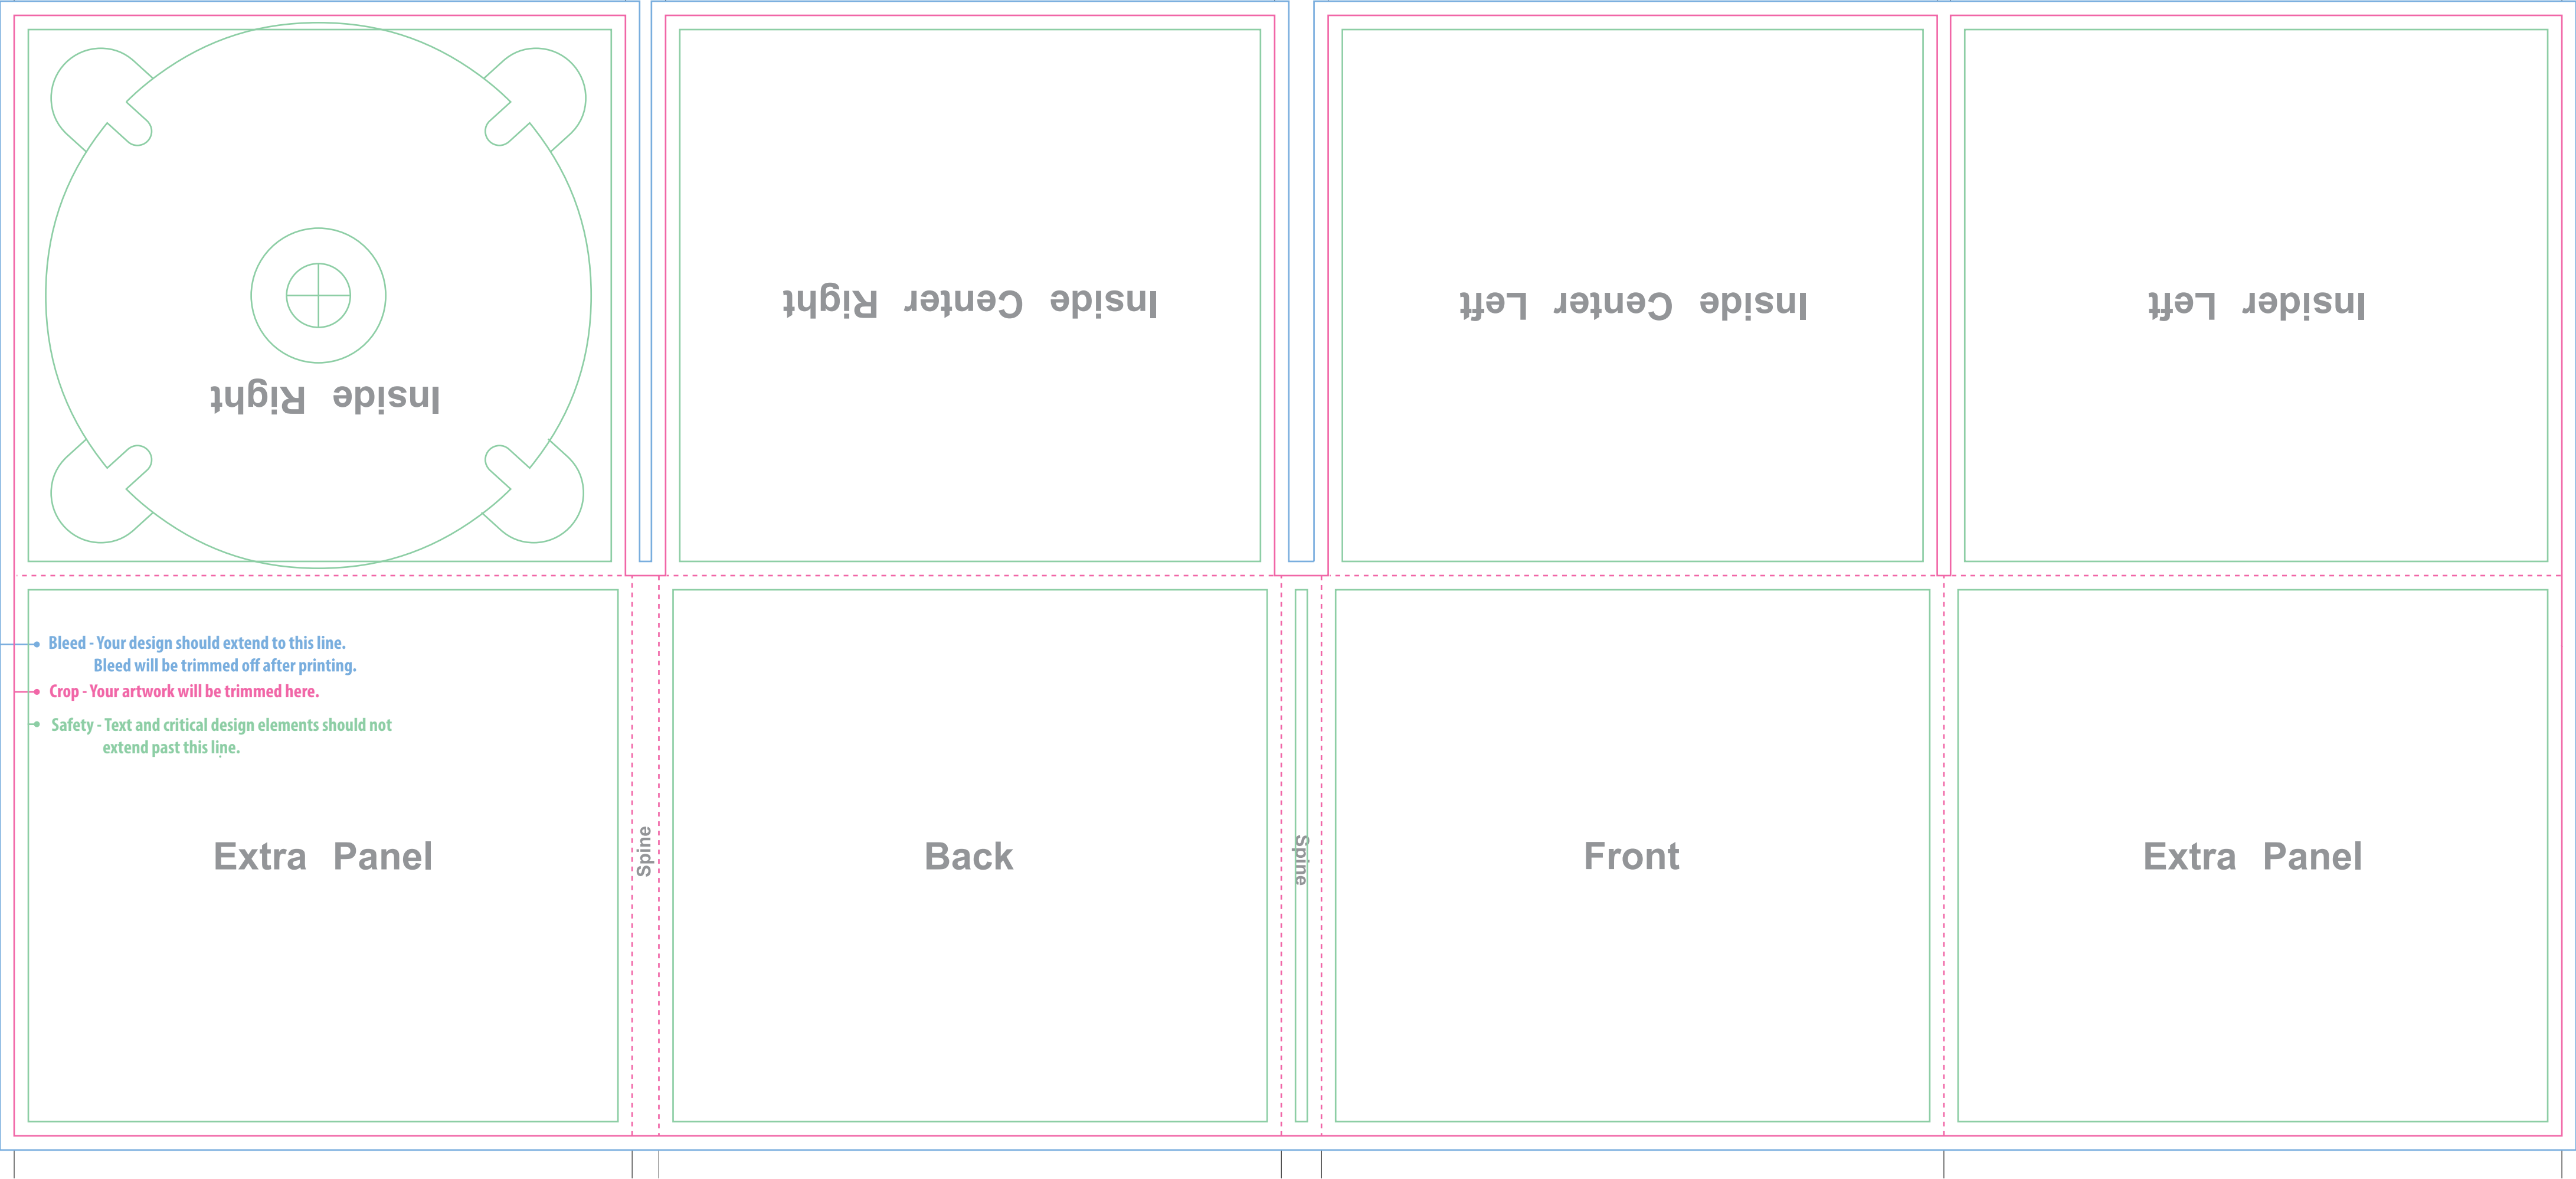 Inside Right
Inside Center Right
Inside Center Left
Insider Left
Bleed - Your design should extend to this line.
Bleed will be trimmed off after printing.
Crop - Your artwork will be trimmed here.
Safety - Text and critical design elements should not
extend past this line.
Extra Panel
Spine
Back
Spine
Front
Extra Panel